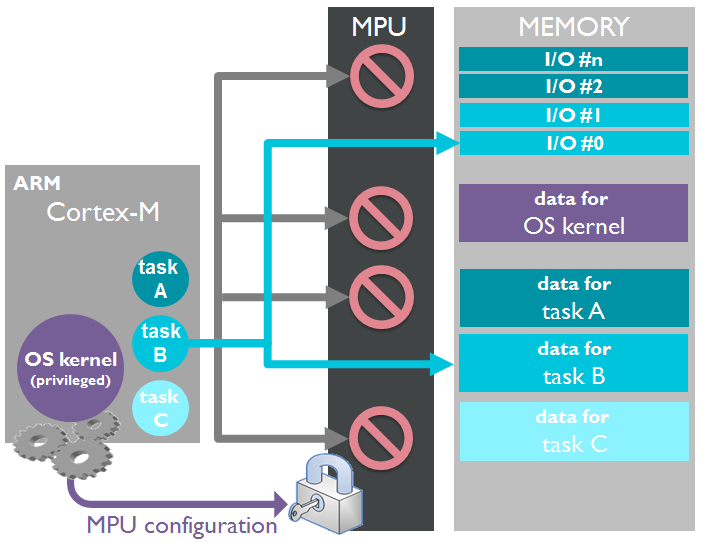 MPU
MEMORY
I/O #n
I/O #2
I/O #1
I/O #0
ARM
Cortex-M
task
A
task
B
task
C
OS kernel
(privileged)
data for
OS kernel
data for
task A
data for
task B
data for
task C
MPU configuration